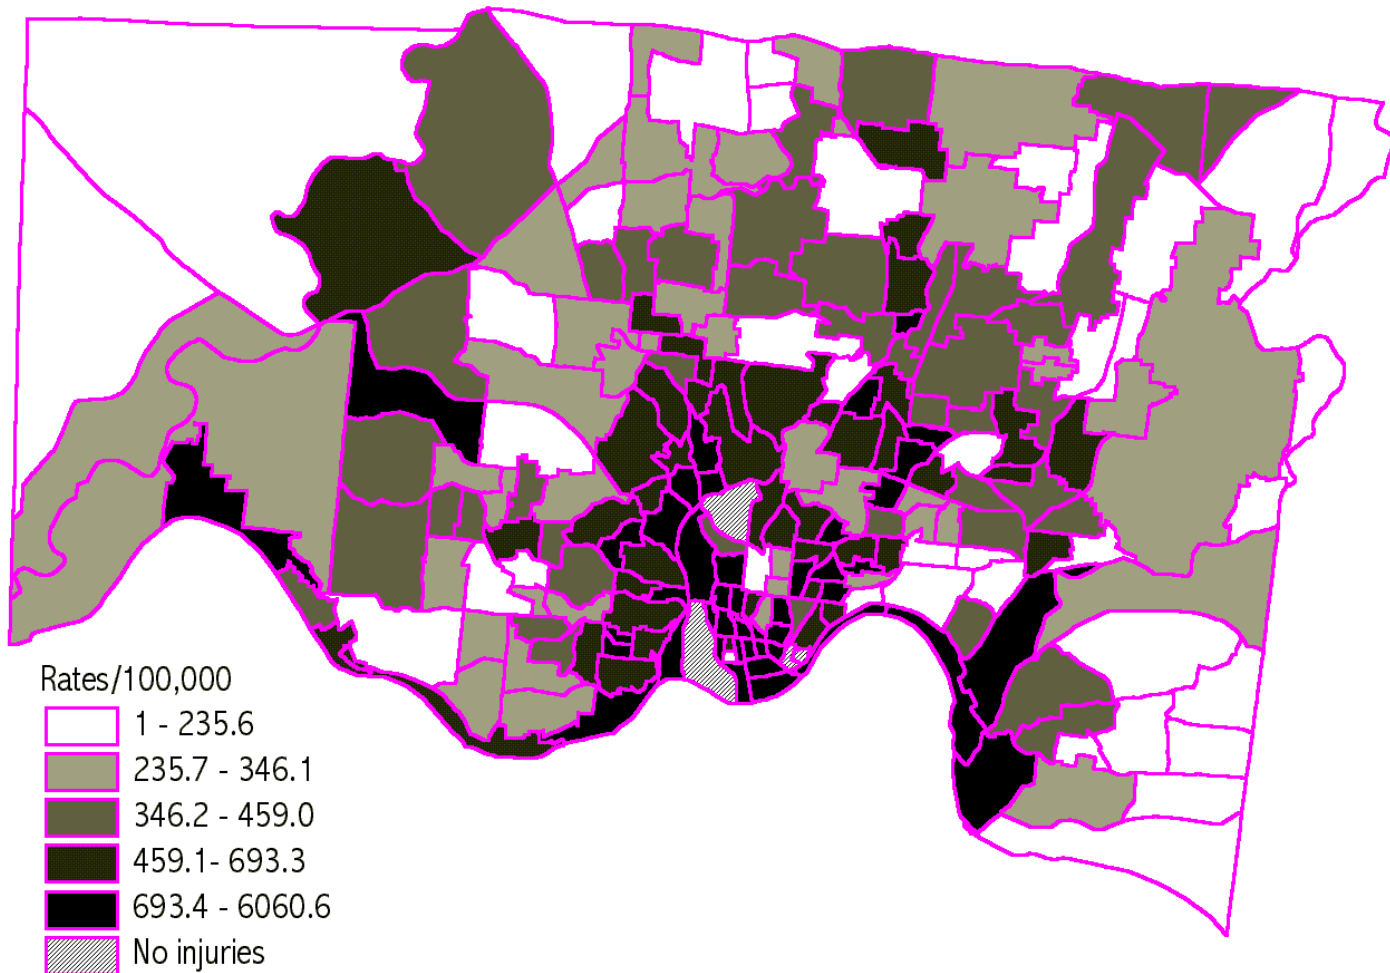 Rates/100,000
1 - 235.6
235.7 - 346.1
346.2 - 459.0
459.1- 693.3
693.4 - 6060.6
No injuries